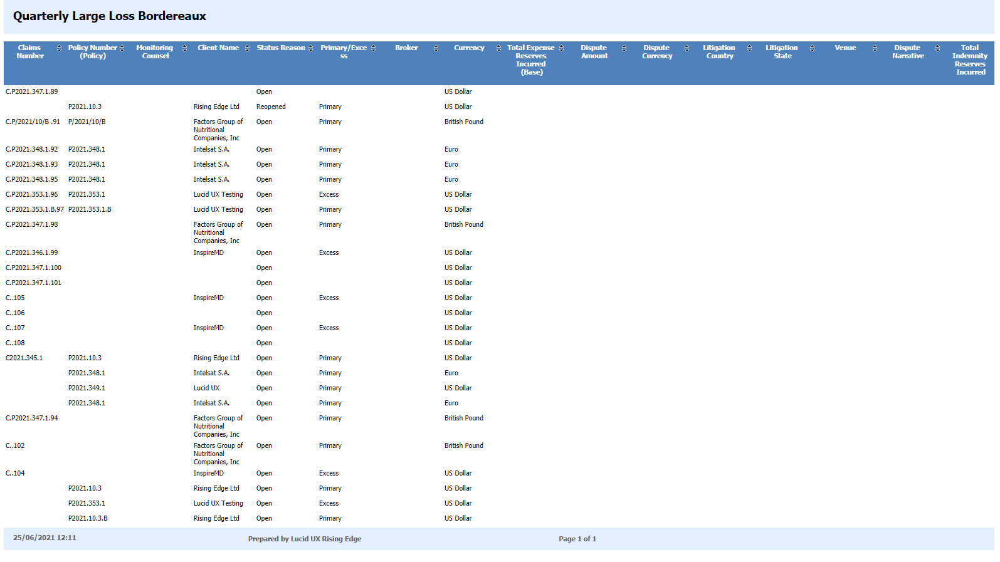 Quarterly Large Loss Bordereaux
Claims Number Policy Number (Policy) Monitoring Counsel Client Name Status Reason Primary/Exce ss Broker Currency Total Expense Reserves Incurred (Base) Dispute Amount Dispute Currency Litigation Country Litigation State Venue Dispute Narrative Total Indemnity Reserves Incurred
C.P2021.347.1.89 Open US Dollar
P2021.10.3 Rising Edge Ltd Reopened Primary US Dollar
C.P/2021/10/B .91 P/2021/10/B Factors Group of Open Primary British Pound
Nutritional
Companies, Inc
C.P2021.348.1.92 P2021.348.1 Intelsat S.A. Open Primary Euro
C.P2021.348.1.93 P2021.348.1 Intelsat S.A. Open Primary Euro
C.P2021.348.1.95 P2021.348.1 Intelsat S.A. Open Primary Euro
C.P2021.353.1.96 P2021.353.1 Lucid UX Testing Open Excess US Dollar
C.P2021.353.1.B.97 P2021.353.1.B Lucid UX Testing Open Primary US Dollar
C.P2021.347.1.98 Factors Group of Open Primary British Pound
Nutritional
Companies, Inc
C.P2021.346.1.99 InspireMD Open Excess US Dollar
C.P2021.347.1.100 Open US Dollar
C.P2021.347.1.101 Open US Dollar
C..105 InspireMD Open Excess US Dollar
C..106 Open US Dollar
C..107 InspireMD Open Excess US Dollar
C..108 Open US Dollar
C2021.345.1 P2021.10.3 Rising Edge Ltd Open Primary US Dollar
P2021.348.1 Intelsat S.A. Open Primary Euro
P2021.349.1 Lucid UX Open Primary US Dollar
P2021.348.1 Intelsat S.A. Open Primary Euro
C.P2021.347.1.94 Factors Group of Open Primary British Pound
Nutritional
Companies, Inc
C..102 Factors Group of Open Primary British Pound
Nutritional
Companies, Inc
C..104 InspireMD Open Excess US Dollar
P2021.10.3 Rising Edge Ltd Open Primary US Dollar
P2021.353.1 Lucid UX Testing Open Excess US Dollar
P2021.10.3.B Rising Edge Ltd Open Primary US Dollar
25/06/2021 12:11 Prepared by Lucid UX Rising Edge Page 1 of 1